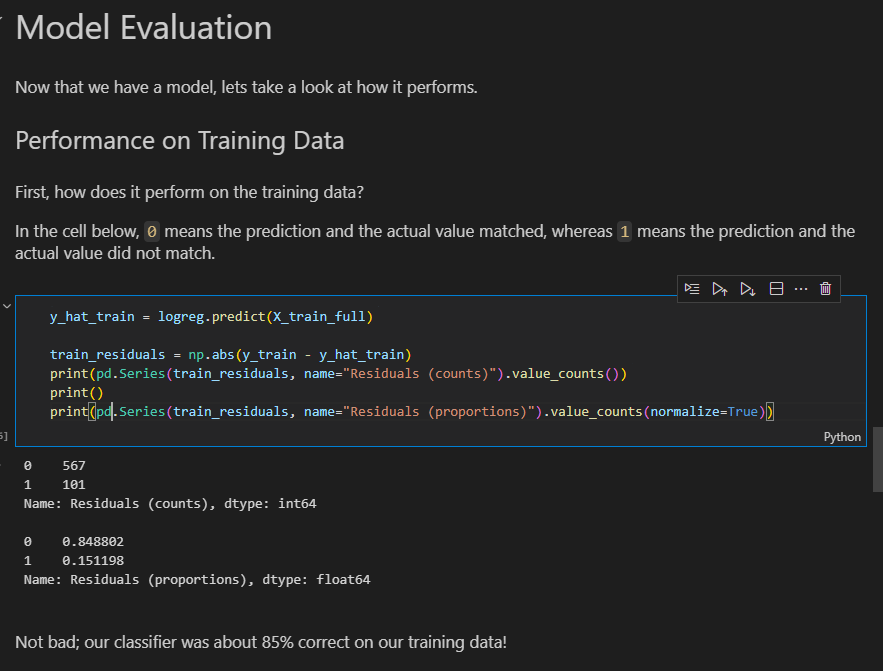 Model Evaluation
Now that we have a model, lets take a look at how it performs.
Performance on Training Data
First, how does it perform on the training data?
In the cell below, 0 means the prediction and the actual value matched, whereas 1 means the prediction and the
actual value did not match.
y_hat_train = logreg.predict(X_train_full)
train_residuals = np.abs(y_train - y_hat_train)
print(pd.Series(train_residuals, name="Residuals (counts)").value_counts())
print()
print(pd.Series(train_residuals, name="Residuals (proportions)").value_counts(normalize=True))
Python
0    567
1    101
Name: Residuals (counts), dtype: int64
0    0.848802
1    0.151198
Name: Residuals (proportions), dtype: float64
Not bad; our classifier was about 85% correct on our training data!